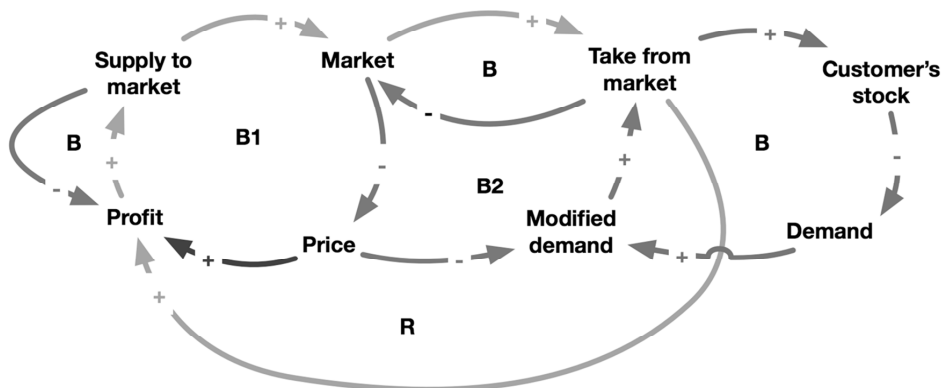 +
+
+
Supply to
market
Market
B
Take from
market
Customer's
stock
-
B
+
B1
-
B
-
-
B2
+
Profit
Modified
demand
Demand
Price
+
-
+
+
R